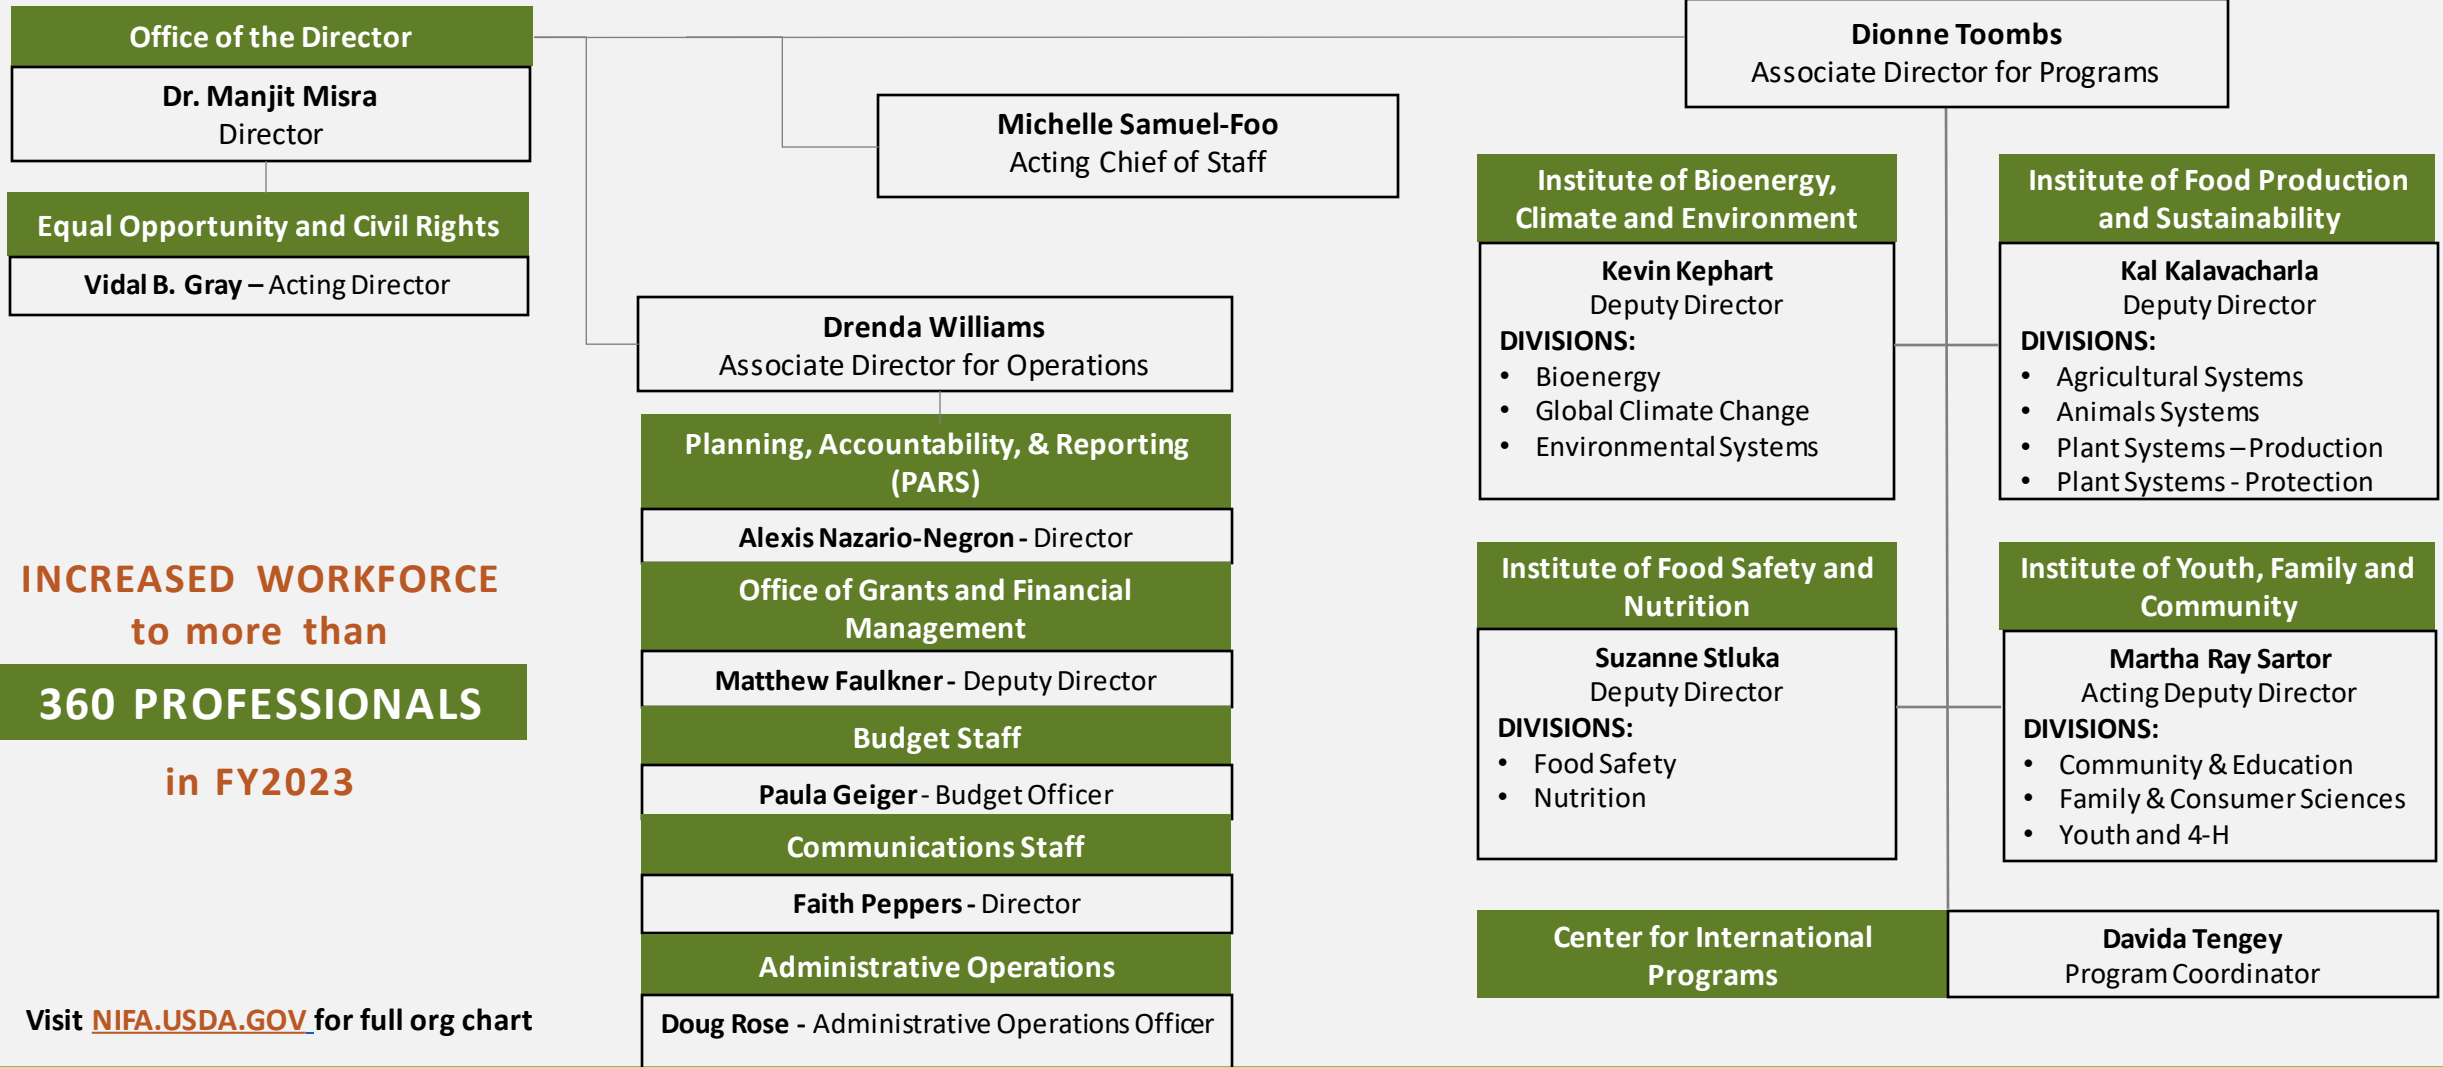 Office of the Director
Dr. Manjit Misra
Director
Equal Opportunity and Civil Rights
Vidal B. Gray – Acting Director
Michelle Samuel-Foo
Acting Chief of Staff
Dionne Toombs
Associate Director for Programs
Drenda Williams
Associate Director for Operations
Planning, Accountability, & Reporting
(PARS)
Alexis Nazario-Negron - Director
Office of Grants and Financial
Management
Matthew Faulkner - Deputy Director
Budget Staff
Paula Geiger - Budget Officer
Communications Staff
Faith Peppers - Director
Administrative Operations
Doug Rose - Administrative Operations Officer
Institute of Bioenergy,
Climate and Environment
Kevin Kephart
Deputy Director
DIVISIONS:
• Bioenergy
• Global Climate Change
• Environmental Systems
Institute of Food Production
and Sustainability
Kal Kalavacharla
Deputy Director
DIVISIONS:
• Agricultural Systems
• Animals Systems
• Plant Systems – Production
• Plant Systems - Protection
Institute of Food Safety and
Nutrition
Suzanne Stluka
Deputy Director
DIVISIONS:
• Food Safety
• Nutrition
Institute of Youth, Family and
Community
Martha Ray Sartor
Acting Deputy Director
DIVISIONS:
• Community & Education
• Family & Consumer Sciences
• Youth and 4-H
Center for International
Programs
Davida Tengey
Program Coordinator
INCREASED WORKFORCE
to more than
360 PROFESSIONALS
in FY2023
Visit NIFA.USDA.GOV for full org chart